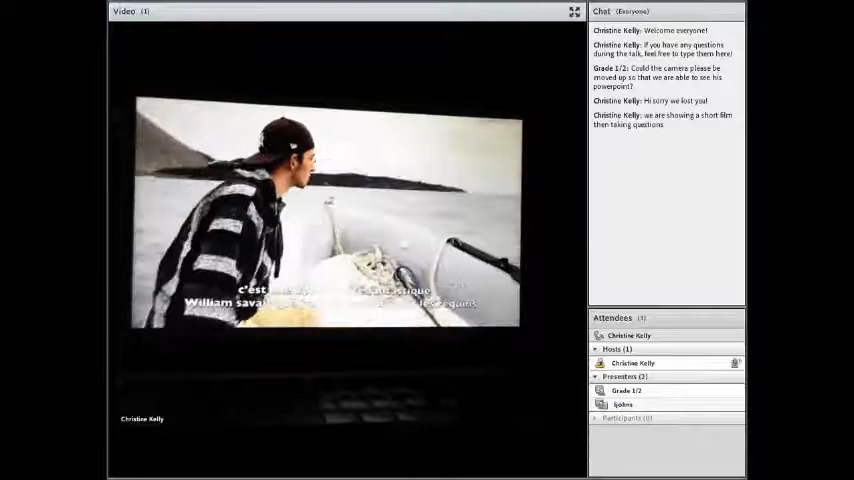 Video (1)
c'est
William savai les requins
Christine Kelly
Chat (Everyone)
Christine Kelly: Welcome everyone!
Christine Kelly: If you have any questions
during the talk, feel free to type them here!
Grade 1/2: Could the camera please be
moved up so that we are able to see his
powerpoint?
Christine Kelly: Hi sorry we lost you!
Christine Kelly: we are showing a short film
then taking questions
Attendees (3)
Christine Kelly
Hosts (1)
Christine Kelly
Presenters (2)
Grade 1/2
Participants (0)